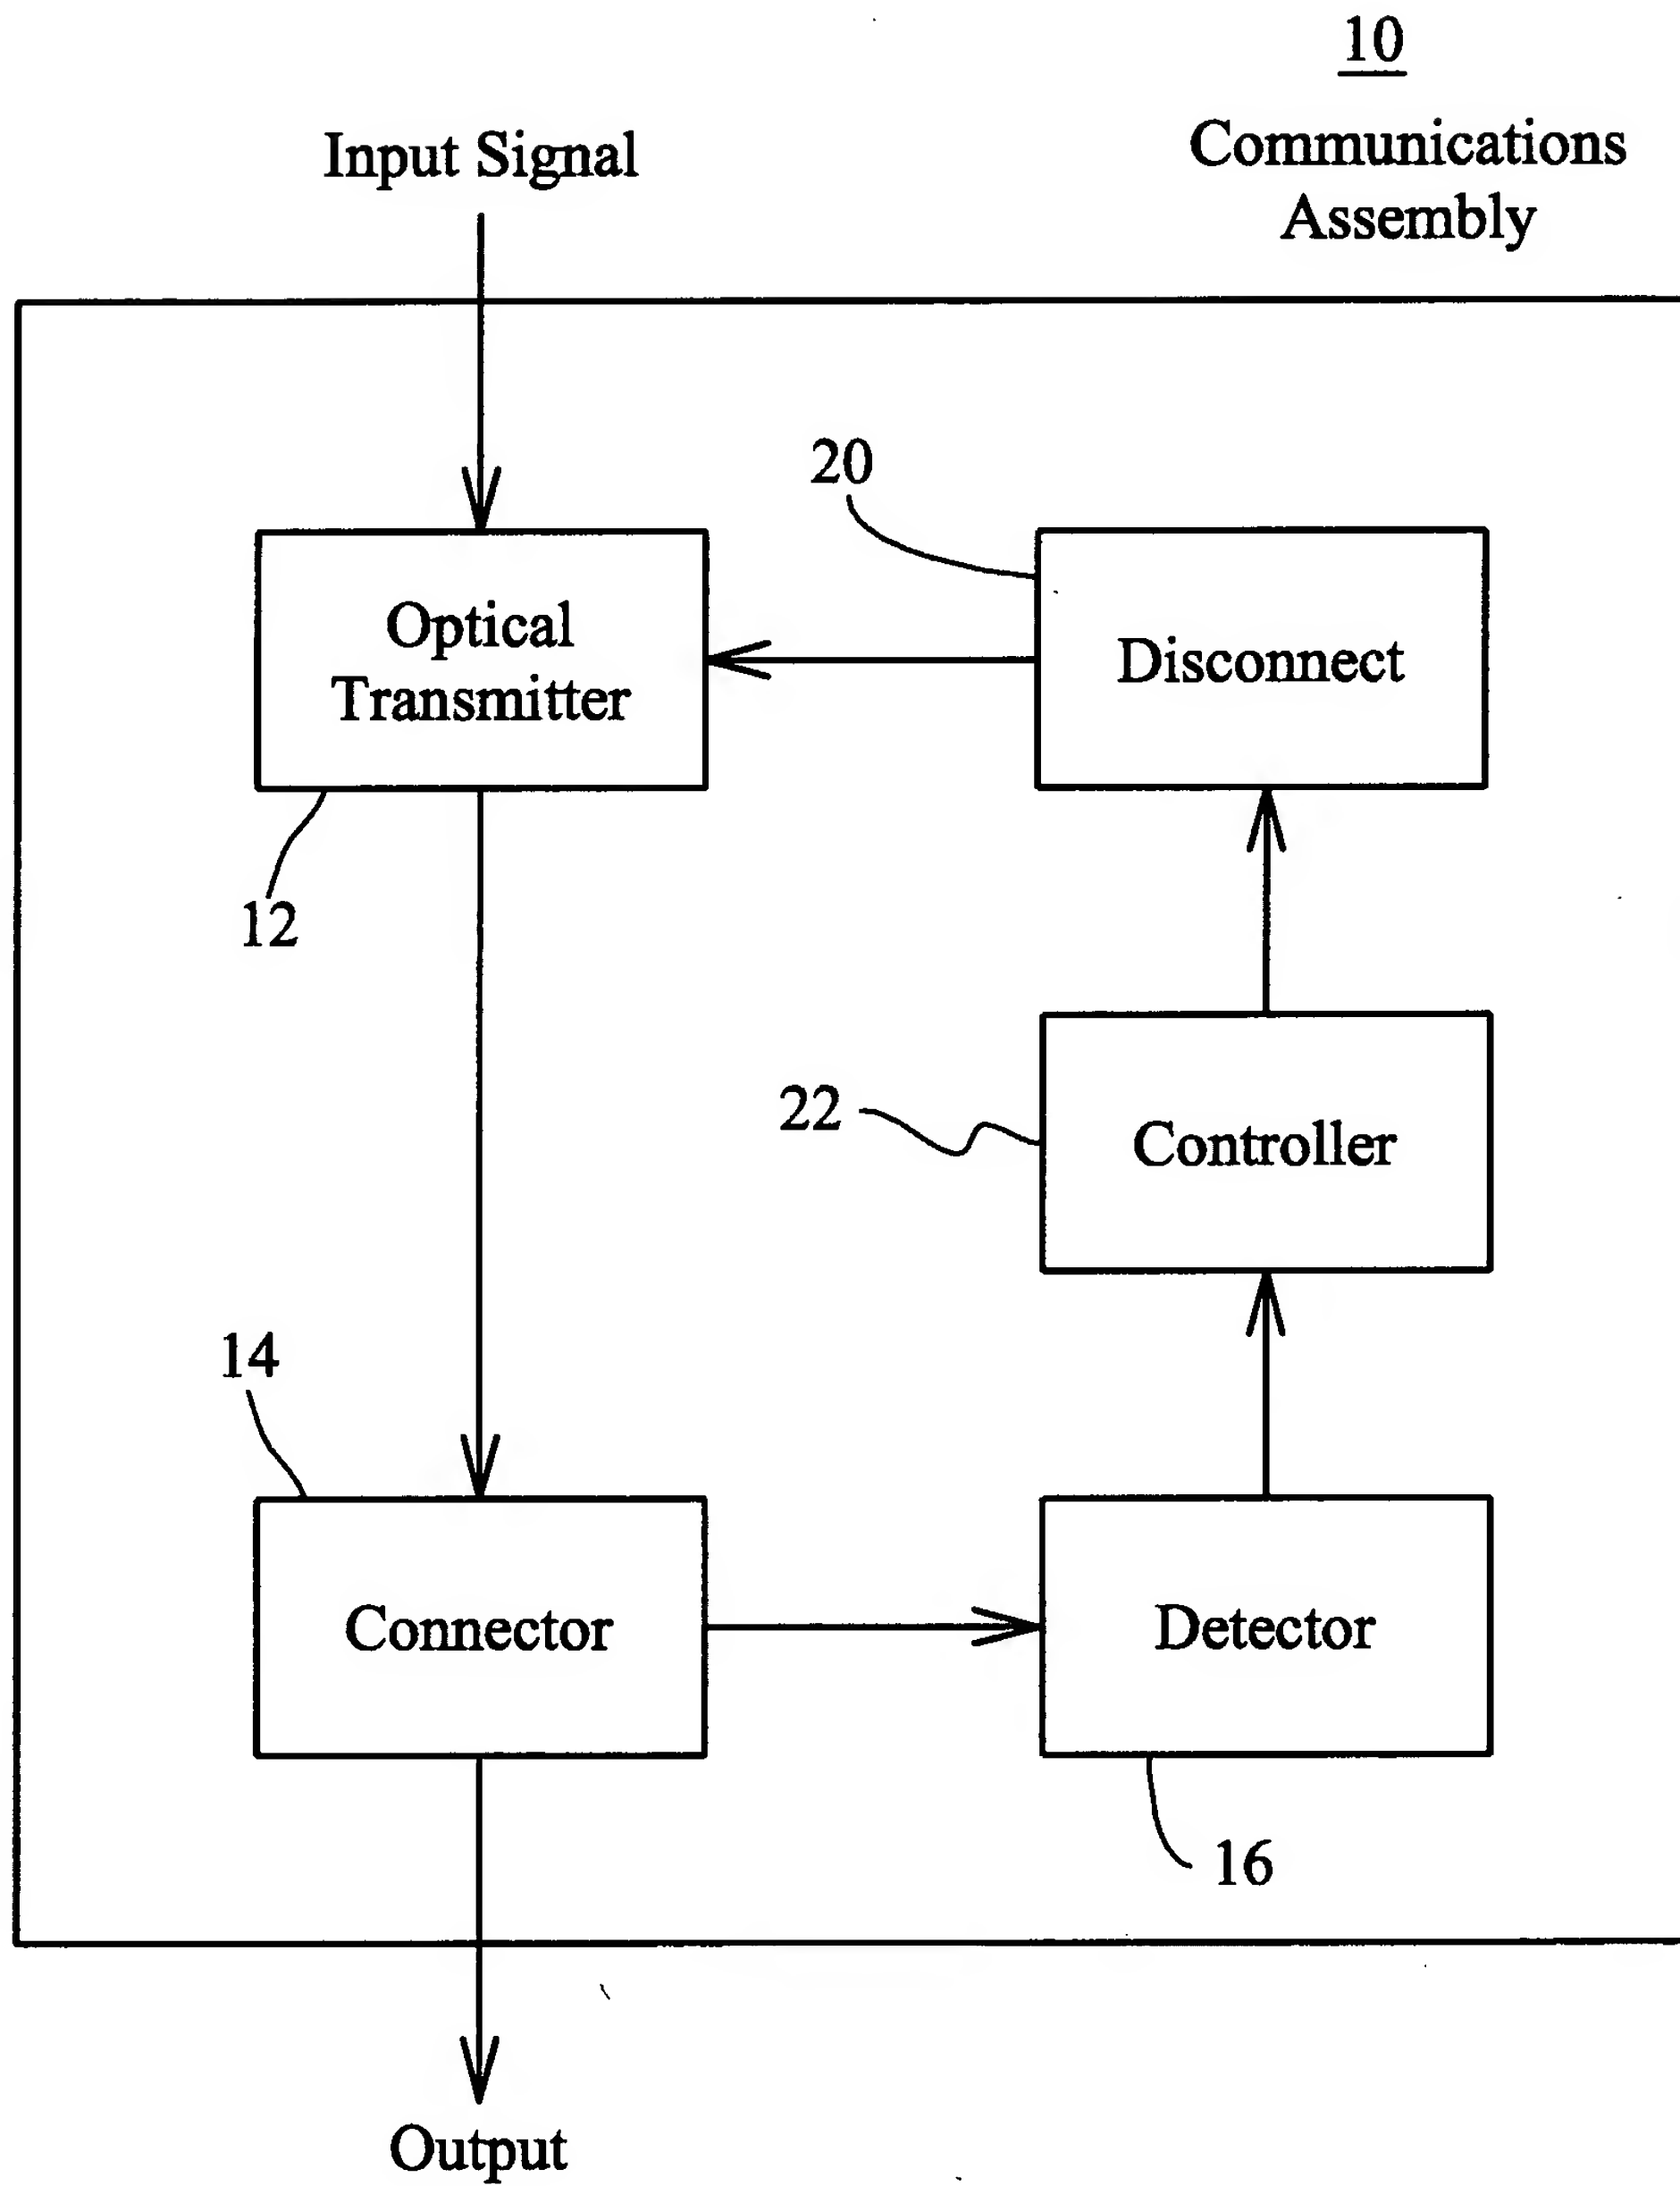 10
Communications
Assembly
Input Signal
20
Optical
Transmitter
Disconnect
12
22
Controller
14
Connector
Detector
16
Output